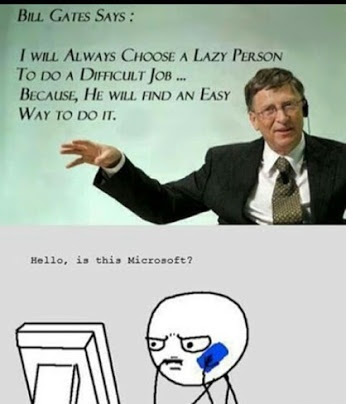 BILL GATES SAYS :
I WILL ALWAYS CHOOSE A LAZY PERSON
TO DO A DIFFICULT JOB ...
BECAUSE, HE WILL FIND AN EASY
WAY TO DO IT.
Hello, is this Microsoft?